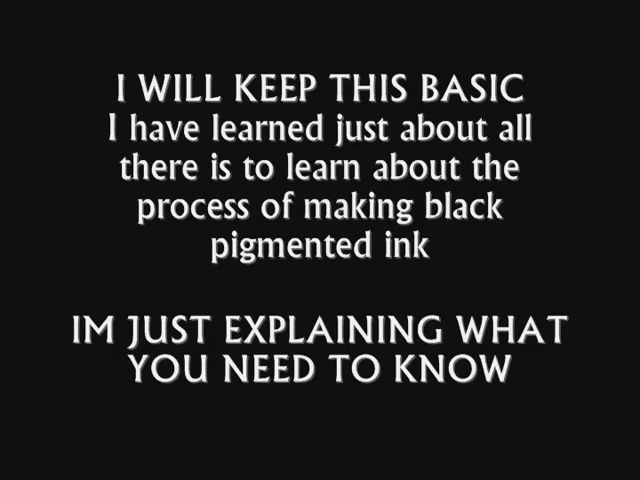 I WILL KEEP THIS BASIC
I have learned just about all
there is to learn about the
process of making black
pigmented ink
IM JUST EXPLAINING WHAT
YOU NEED TO KNOW